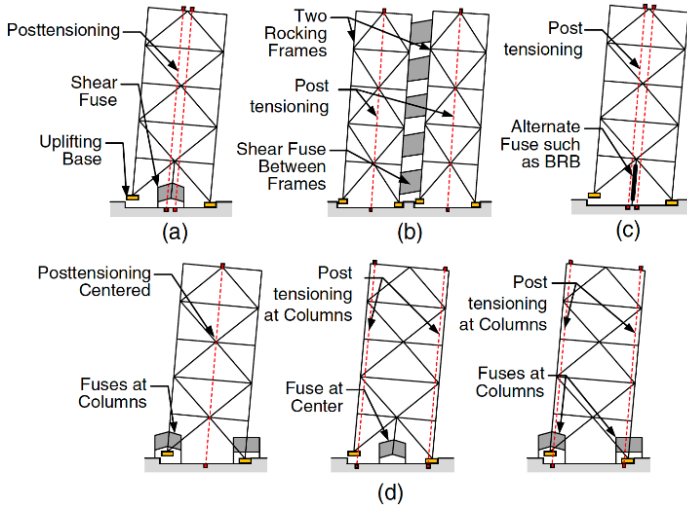 Posttensioning
Shear
Fuse
Uplifting
Base
(a)
Two
Rocking
Frames
Post
tensioning
Shear Fuse
Between
Frames
(b)
Post
tensioning
Alternate
Fuse such
as BRB
(c)
Posttensioning
Centered
Fuses at
Columns
Post
tensioning
at Columns
Fuse at
Center
Post
tensioning
at Columns
Fuses at
Columns
(d)